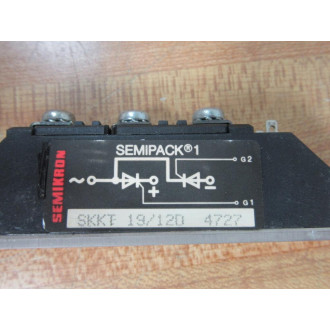 SEMIPACK®1
G2
~ + –
G1
SEMIKRON
SKKT 19/12D 4727